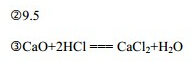 ②9.5
③CaO+2HCl === CaCl₂+H₂O